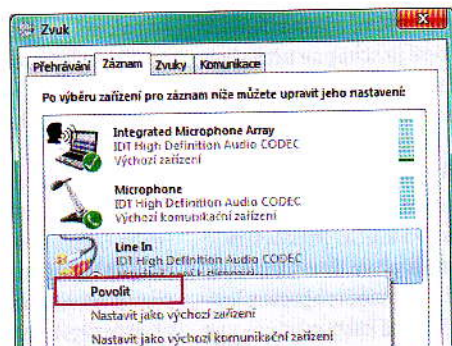 Zvuk
Přehrávání Záznam Zvuky Komunikace
Po výběru zařízení pro záznam níže můžete upravit jeho nastavení:
Integrated Microphone Array
IDT High Definition Audio CODEC
Výchozí zařízení
Microphone
IDT High Definition Audio CODEC
Výchozí komunikační zařízení
Line In
IDT High Definition Audio CODEC
Povolit
Nastavit jako výchozí zařízení
Nastavit jako výchozí komunikační zařízení